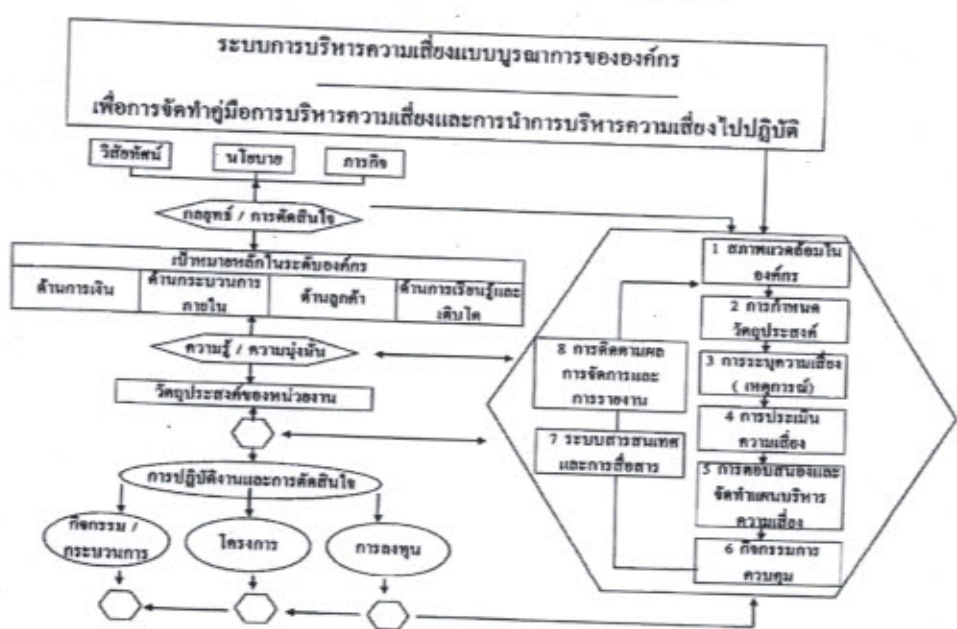 ระบบการบริหารความเสี่ยงแบบบูรณาการขององค์กร
เพื่อการจัดทำคู่มือการบริหารความเสี่ยงและการนำการบริหารความเสี่ยงไปปฏิบัติ
วิสัยทัศน์
นโยบาย
ภารกิจ
กลยุทธ์ / การตัดสินใจ
เป้าหมายหลักในระดับองค์กร
ด้านการเงิน
ด้านกระบวนการ
ภายใน
ด้านลูกค้า
ด้านการเรียนรู้และ
เติบโต
ความรู้ / ความมุ่งมั่น
วัตถุประสงค์ของหน่วยงาน
การปฏิบัติงานและการตัดสินใจ
กิจกรรม /
กระบวนการ
โครงการ
การลงทุน
1 สภาพแวดล้อมใน
องค์กร
2 การกำหนด
วัตถุประสงค์
3 การระบุความเสี่ยง
( เหตุการณ์)
4 การประเมิน
ความเสี่ยง
5 การตอบสนองและ
จัดทำแผนบริหาร
ความเสี่ยง
6 กิจกรรมการ
ควบคุม
7 ระบบสารสนเทศ
และการสื่อสาร
8 การติดตามผล
การจัดการและ
การรายงาน